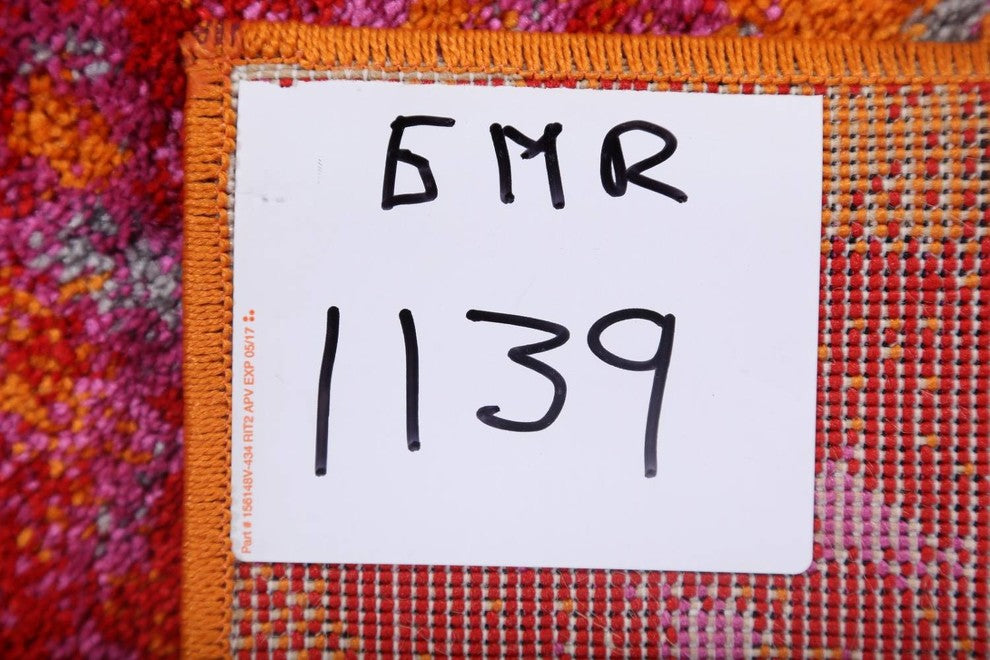 БMR
1139
Part # 156148V-434 RIT2 APV EXP 05/17